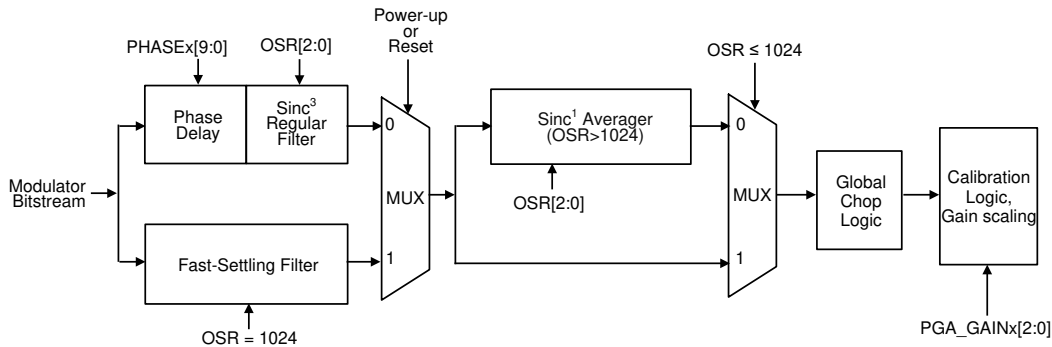 Power-up
or
Reset
PHASEx[9:0]
OSR[2:0]
OSR ≤ 1024
Phase
Delay
Sinc³
Regular
Filter
0
Sinc¹ Averager
(OSR>1024)
0
Modulator
Bitstream
MUX
OSR[2:0]
MUX
Global
Chop
Logic
Calibration
Logic,
Gain scaling
Fast-Settling Filter
1
1
OSR = 1024
PGA_GAINx[2:0]